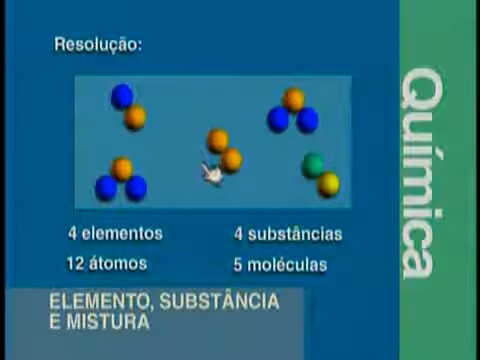 Resolução:
4 elementos
4 substâncias
12 átomos
5 moléculas
ELEMENTO, SUBSTÂNCIA
E MISTURA
Química